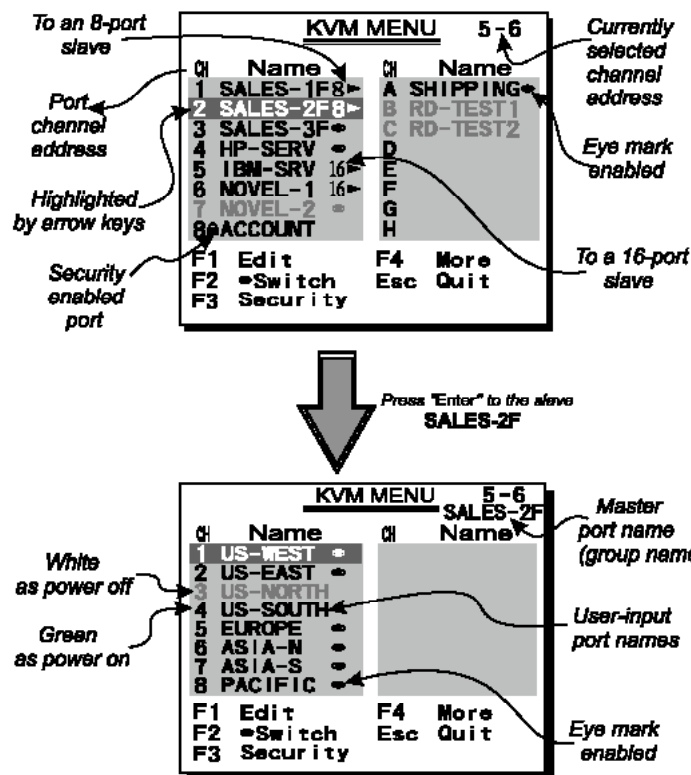 To an 8-port
slave
Port
channel
address
Highlighted
by arrow keys
Security
enabled
port
KVM MENU 5-6
CH Name CH Name
1 SALES-1F 8► A SHIPPING
2 SALES-2F 8► B RD-TEST1
3 SALES-3F C RD-TEST2
4 HP-SERV D
5 IBM-SRV 16► E
6 NOVEL-1 16► F
7 NOVEL-2 G
8 ACCOUNT H
F1 Edit F4 More
F2 Switch Esc Quit
F3 Security
Currently
selected
channel
address
Eye mark
enabled
To a 16-port
slave
Press "Enter" to the slave
SALES-2F
White
as power off
Green
as power on
KVM MENU 5-6
SALES-2F
CH Name CH Name
1 US-WEST
2 US-EAST
3 US-NORTH
4 US-SOUTH
5 EUROPE
6 ASIA-N
7 ASIA-S
8 PACIFIC
F1 Edit F4 More
F2 Switch Esc Quit
F3 Security
Master
port name
(group name
User-input
port names
Eye mark
enabled